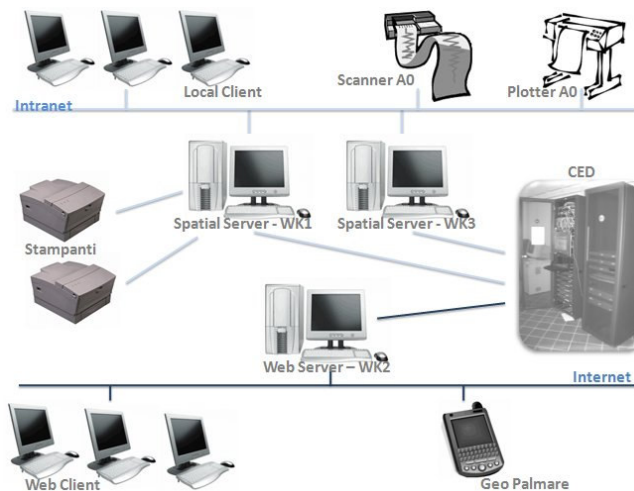 Local Client
Scanner A0
Plotter A0
Intranet
CED
Spatial Server - WK1
Spatial Server - WK3
Stampanti
Web Server – WK2
Internet
Web Client
Geo Palmare